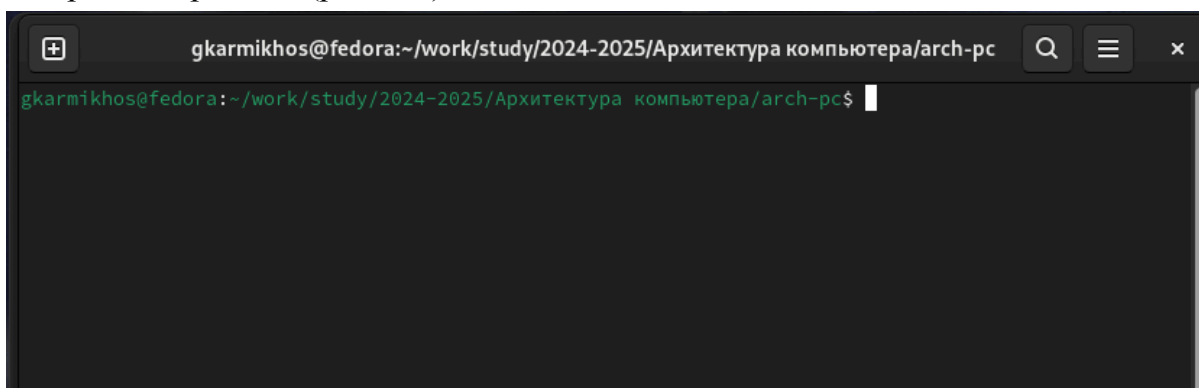 gkarmikhos@fedora:~/work/study/2024-2025/Архитектура компьютера/arch-pc
gkarmikhos@fedora:~/work/study/2024-2025/Архитектура компьютера/arch-pc$